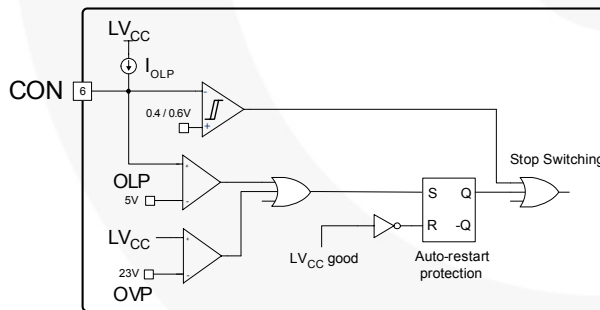 LVCC
IOLP
CON
6
0.4 / 0.6V
-
+
Stop Switching
OLP
5V
+
-
S
Q
R
-Q
LVCC
23V
OVP
+
-
LVCC good
Auto-restart
protection